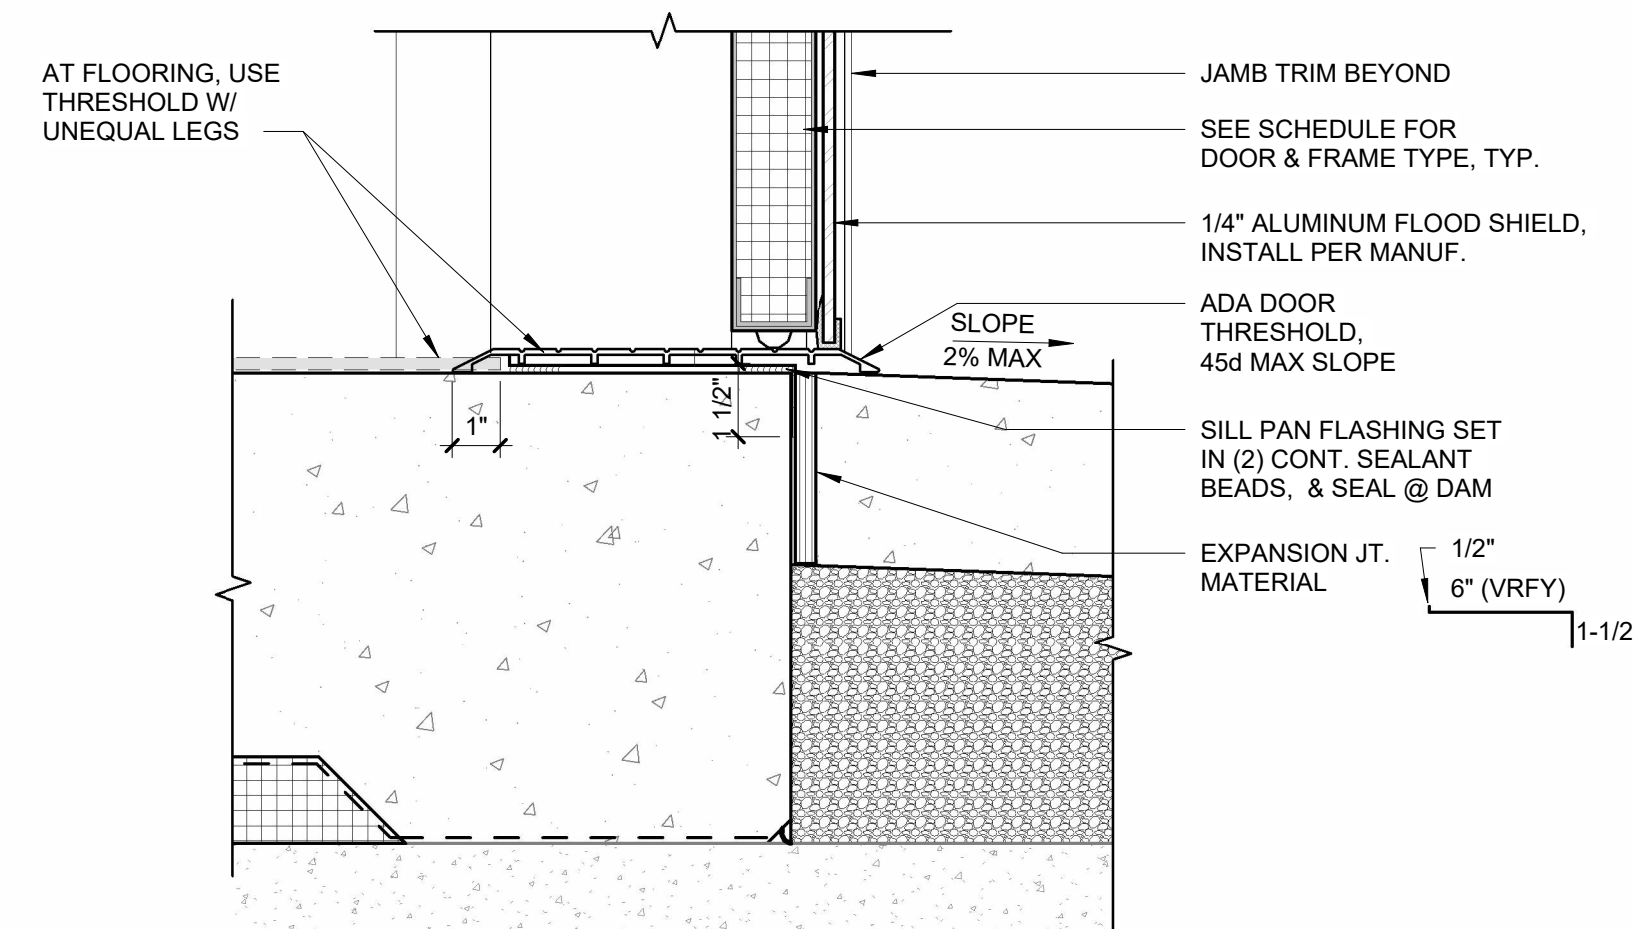 AT FLOORING, USE
THRESHOLD W/
UNEQUAL LEGS
JAMB TRIM BEYOND
SEE SCHEDULE FOR
DOOR & FRAME TYPE, TYP.
1/4" ALUMINUM FLOOD SHIELD,
INSTALL PER MANUF.
ADA DOOR
THRESHOLD,
45d MAX SLOPE
SLOPE
2% MAX
1"
1 1/2"
SILL PAN FLASHING SET
IN (2) CONT. SEALANT
BEADS, & SEAL @ DAM
EXPANSION JT.
MATERIAL
1/2"
6" (VRFY)
1-1/2